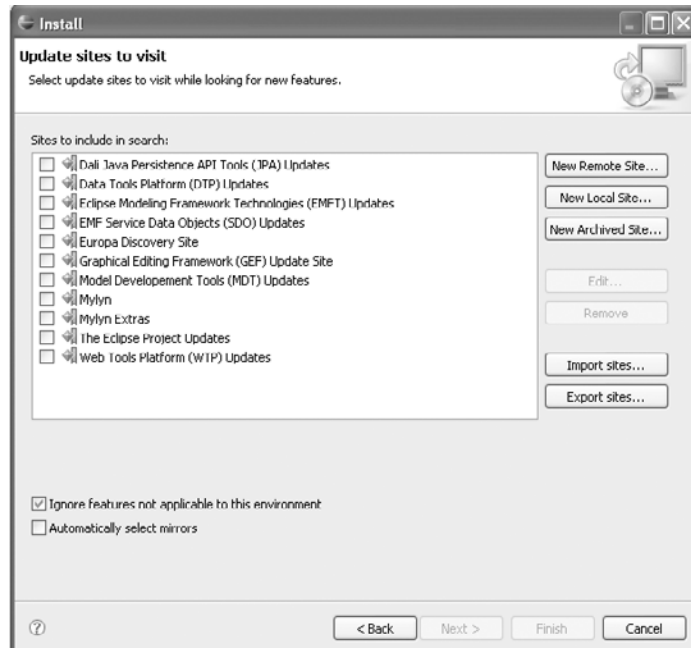 Install
Update sites to visit
Select update sites to visit while looking for new features.
Sites to include in search:
Dali Java Persistence API Tools (JPA) Updates
Data Tools Platform (DTP) Updates
Eclipse Modeling Framework Technologies (EMFT) Updates
EMF Service Data Objects (SDO) Updates
Europa Discovery Site
Graphical Editing Framework (GEF) Update Site
Model Developement Tools (MDT) Updates
Mylyn
Mylyn Extras
The Eclipse Project Updates
Web Tools Platform (WTP) Updates
New Remote Site...
New Local Site...
New Archived Site...
Edit...
Remove
Import sites...
Export sites...
Ignore features not applicable to this environment
Automatically select mirrors
< Back
Next >
Finish
Cancel